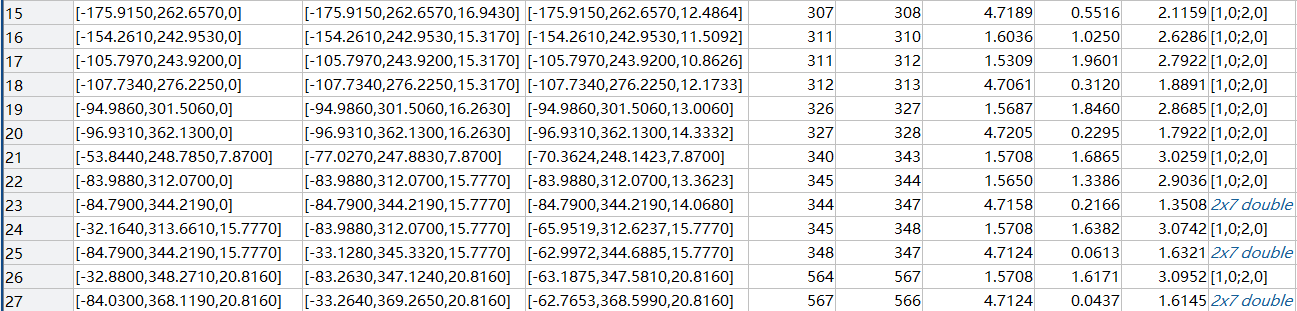 15 [-175.9150,262.6570,0] [-175.9150,262.6570,16.9430] [-175.9150,262.6570,12.4864] 307 308 4.7189 0.5516 2.1159 [1,0;2,0]
16 [-154.2610,242.9530,0] [-154.2610,242.9530,15.3170] [-154.2610,242.9530,11.5092] 311 310 1.6036 1.0250 2.6286 [1,0;2,0]
17 [-105.7970,243.9200,0] [-105.7970,243.9200,15.3170] [-105.7970,243.9200,10.8626] 311 312 1.5309 1.9601 2.7922 [1,0;2,0]
18 [-107.7340,276.2250,0] [-107.7340,276.2250,15.3170] [-107.7340,276.2250,12.1733] 312 313 4.7061 0.3120 1.8891 [1,0;2,0]
19 [-94.9860,301.5060,0] [-94.9860,301.5060,16.2630] [-94.9860,301.5060,13.0060] 326 327 1.5687 1.8460 2.8685 [1,0;2,0]
20 [-96.9310,362.1300,0] [-96.9310,362.1300,16.2630] [-96.9310,362.1300,14.3332] 327 328 4.7205 0.2295 1.7922 [1,0;2,0]
21 [-53.8440,248.7850,7.8700] [-77.0270,247.8830,7.8700] [-70.3624,248.1423,7.8700] 340 343 1.5708 1.6865 3.0259 [1,0;2,0]
22 [-83.9880,312.0700,0] [-83.9880,312.0700,15.7770] [-83.9880,312.0700,13.3623] 345 344 1.5650 1.3386 2.9036 [1,0;2,0]
23 [-84.7900,344.2190,0] [-84.7900,344.2190,15.7770] [-84.7900,344.2190,14.0680] 344 347 4.7158 0.2166 1.3508 2x7 double
24 [-32.1640,313.6610,15.7770] [-83.9880,312.0700,15.7770] [-65.9519,312.6237,15.7770] 345 348 1.5708 1.6382 3.0742 [1,0;2,0]
25 [-84.7900,344.2190,15.7770] [-33.1280,345.3320,15.7770] [-62.9972,344.6885,15.7770] 348 347 4.7124 0.0613 1.6321 2x7 double
26 [-32.8800,348.2710,20.8160] [-83.2630,347.1240,20.8160] [-63.1875,347.5810,20.8160] 564 567 1.5708 1.6171 3.0952 [1,0;2,0]
27 [-84.0300,368.1190,20.8160] [-33.2640,369.2650,20.8160] [-62.7653,368.5990,20.8160] 567 566 4.7124 0.0437 1.6145 2x7 double